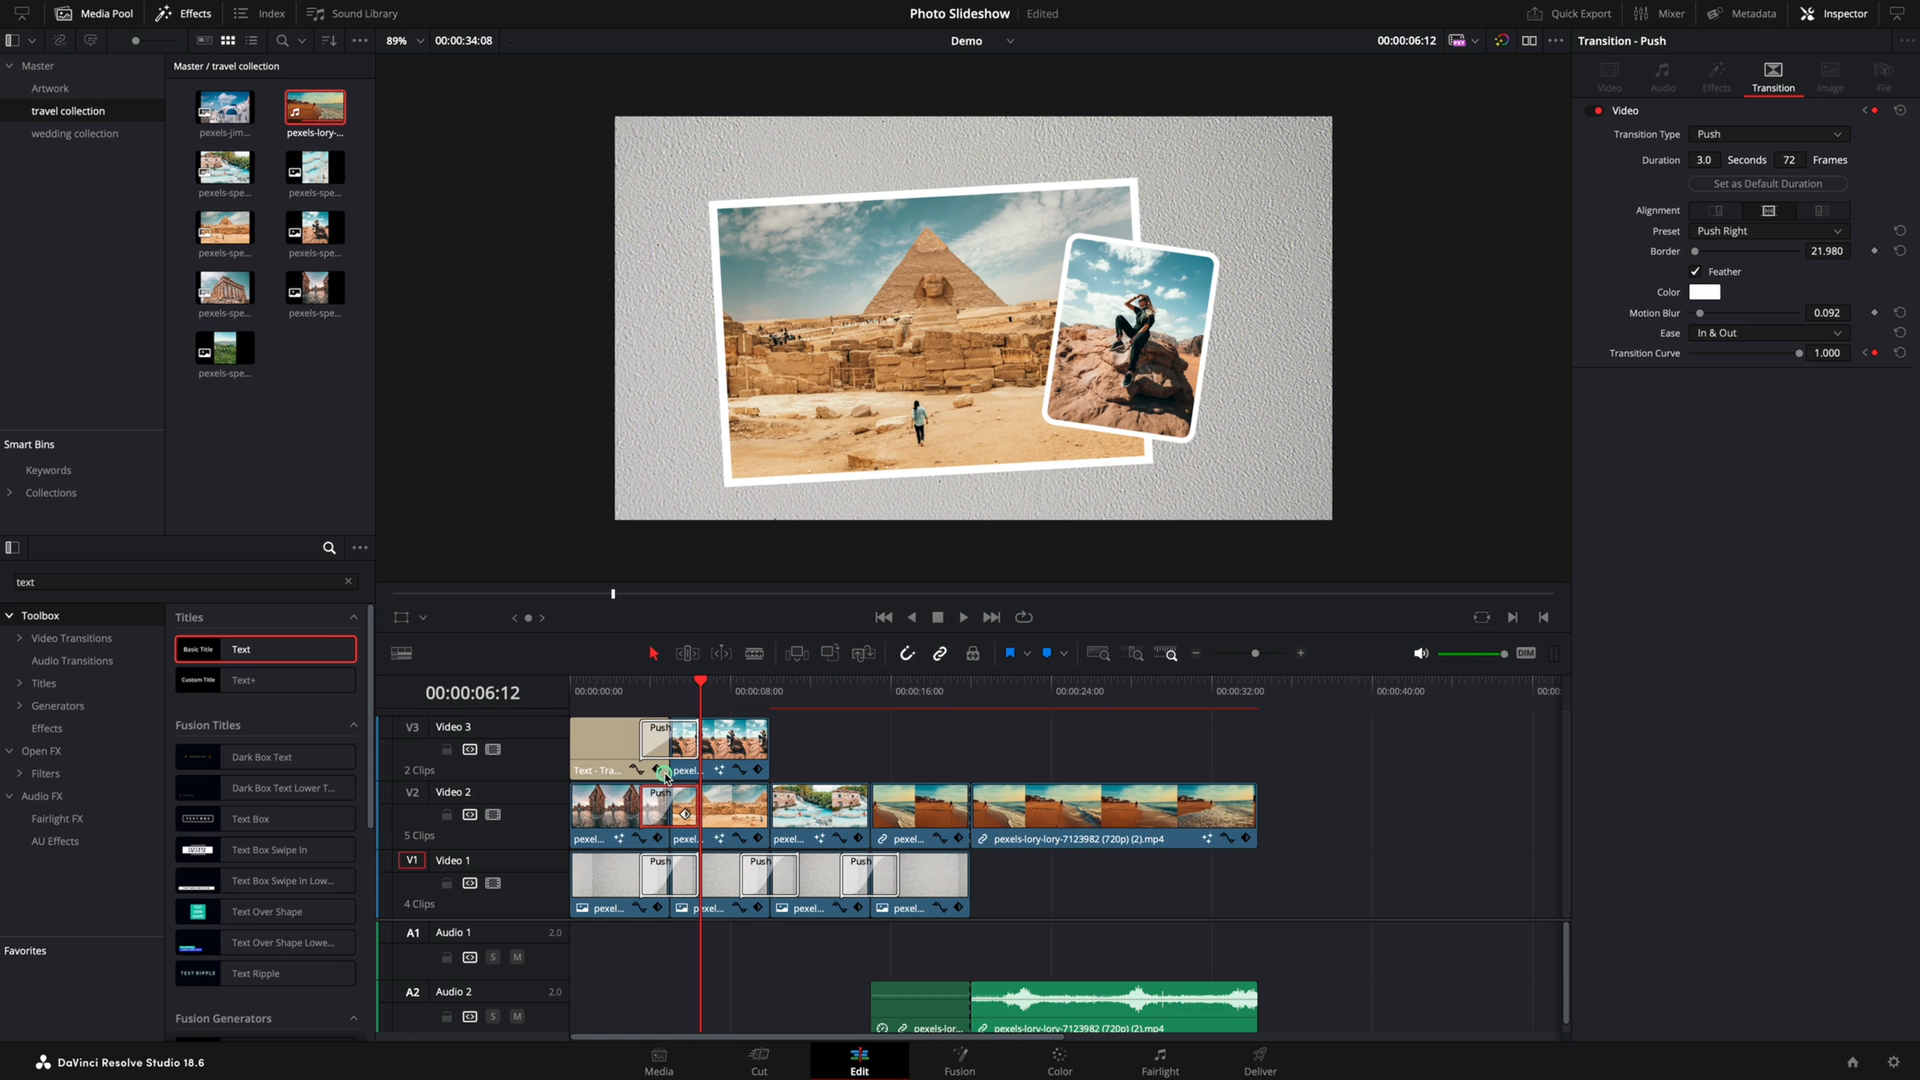 Media Pool
Effects
Index
Sound Library
Photo Slideshow
Edited
Quick Export
Mixer
Metadata
Inspector
89%
00:00:34:08
Demo
00:00:06:12
PXY
Transition - Push
Master
Artwork
travel collection
wedding collection
Master / travel collection
pexels-jim...
pexels-lory-...
pexels-spe...
pexels-spe...
pexels-spe...
pexels-spe...
pexels-spe...
pexels-spe...
pexels-spe...
Smart Bins
Keywords
Collections
Video
Audio
Effects
Transition
Image
File
Video
Transition Type
Push
Duration
3.0
Seconds
72
Frames
Set as Default Duration
Alignment
Preset
Push Right
Border
21.980
Feather
Color
Motion Blur
0.092
Ease
In & Out
Transition Curve
1.000
text
Toolbox
Video Transitions
Audio Transitions
Titles
Generators
Effects
Open FX
Filters
Audio FX
Fairlight FX
AU Effects
Favorites
Titles
Basic Title
Text
Custom Title
Text+
Fusion Titles
Dark Box Text
Dark Box Text Lower T...
TEXT BOX
Text Box
Text Box Swipe In
Text Box Swipe In Low...
Text Over Shape
Text Over Shape Lowe...
TEXT RIPPLE
Text Ripple
Fusion Generators
DIM
00:00:06:12
00:00:00:00
00:00:08:00
00:00:16:00
00:00:24:00
00:00:32:00
00:00:40:00
00:00:
V3
Video 3
2 Clips
Push
Text - Tra...
pexel...
V2
Video 2
5 Clips
Push
pexel...
pexel...
pexel...
pexel...
pexels-lory-lory-7123982 (720p) (2).mp4
V1
Video 1
4 Clips
Push
Push
Push
pexel...
pexel...
pexel...
pexel...
A1
Audio 1
2.0
S
M
A2
Audio 2
2.0
S
M
pexels-lor...
pexels-lory-lory-7123982 (720p) (2).mp4
DaVinci Resolve Studio 18.6
Media
Cut
Edit
Fusion
Color
Fairlight
Deliver